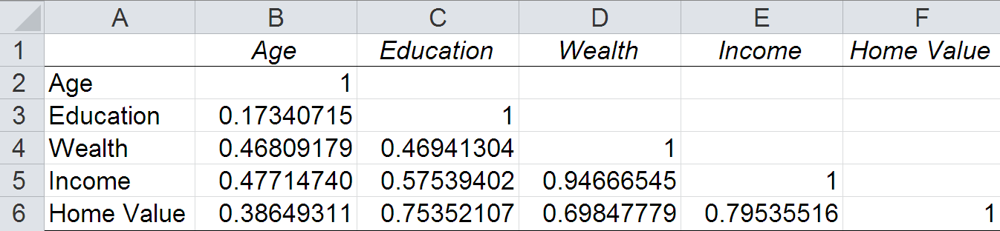 A B C D E F
1 Age Education Wealth Income Home Value
2 Age 1
3 Education 0.17340715 1
4 Wealth 0.46809179 0.46941304 1
5 Income 0.47714740 0.57539402 0.94666545 1
6 Home Value 0.38649311 0.75352107 0.69847779 0.79535516 1